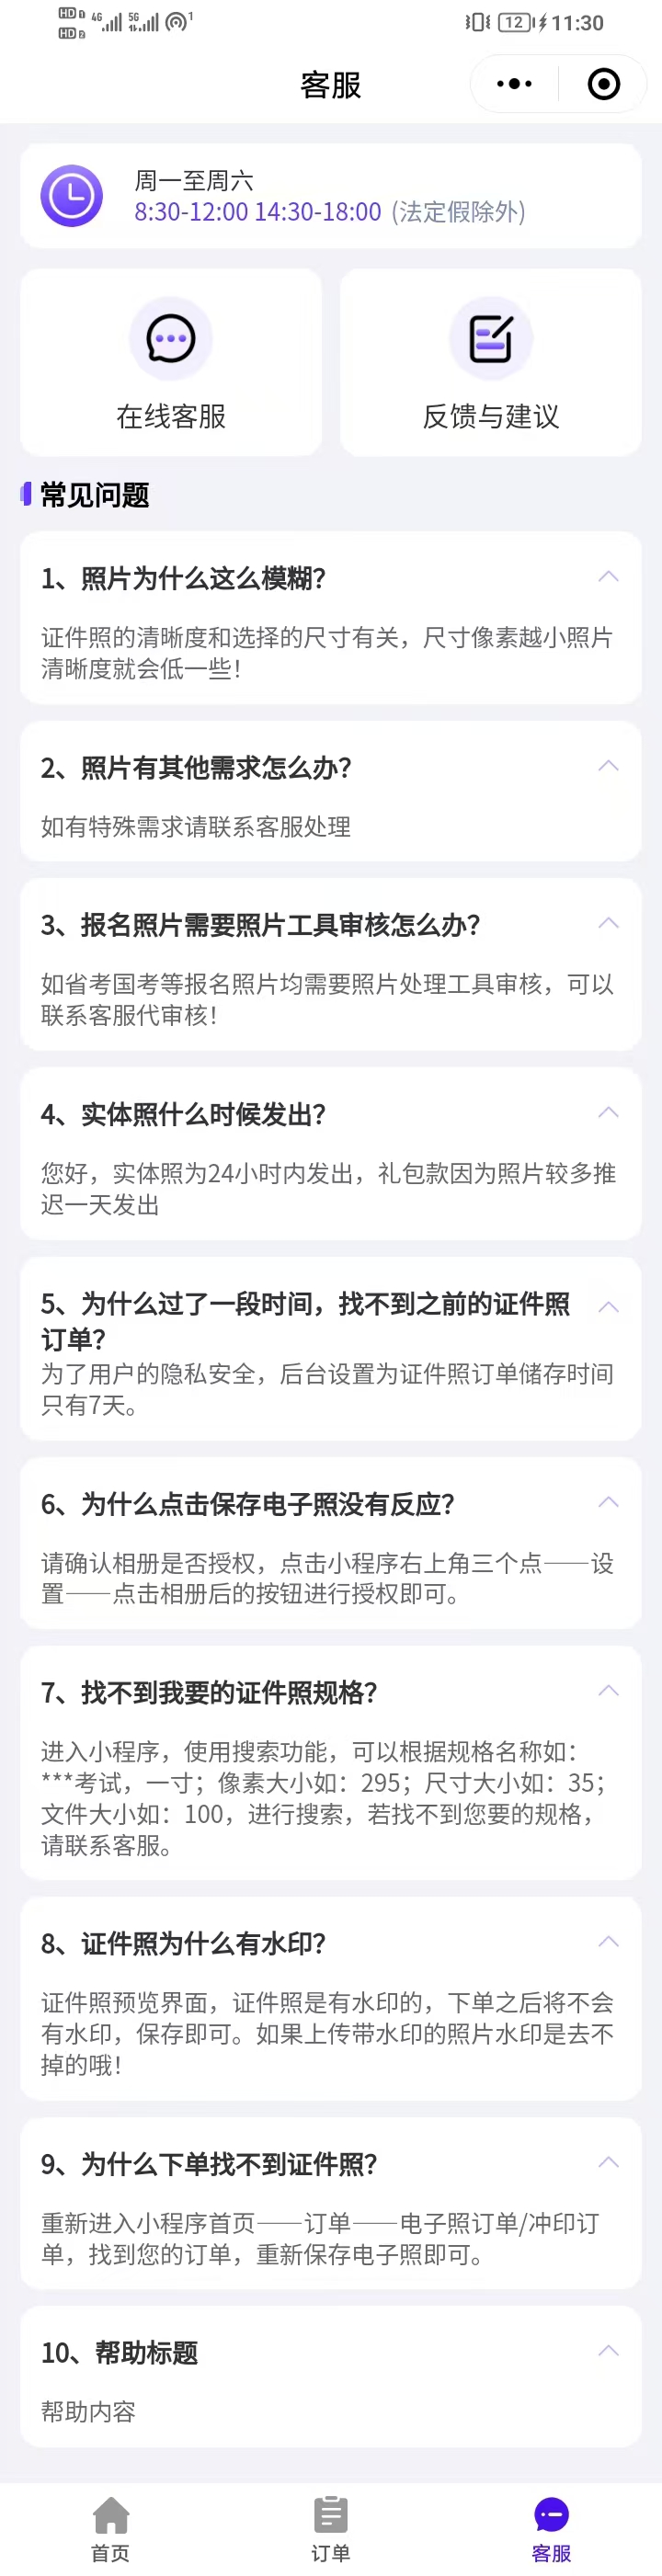 HD 1 4G 5G 1
HD 2
12 11:30
客服
周一至周六
8:30-12:00 14:30-18:00 (法定假除外)
在线客服
反馈与建议
常见问题
1、照片为什么这么模糊?
证件照的清晰度和选择的尺寸有关，尺寸像素越小照片
清晰度就会低一些！
2、照片有其他需求怎么办?
如有特殊需求请联系客服处理
3、报名照片需要照片工具审核怎么办?
如省考国考等报名照片均需要照片处理工具审核，可以
联系客服代审核！
4、实体照什么时候发出?
您好，实体照为24小时内发出，礼包款因为照片较多推
迟一天发出
5、为什么过了一段时间，找不到之前的证件照
订单?
为了用户的隐私安全，后台设置为证件照订单储存时间
只有7天。
6、为什么点击保存电子照没有反应?
请确认相册是否授权，点击小程序右上角三个点——设
置——点击相册后的按钮进行授权即可。
7、找不到我要的证件照规格?
进入小程序，使用搜索功能，可以根据规格名称如：
***考试，一寸；像素大小如：295；尺寸大小如：35；
文件大小如：100，进行搜索，若找不到您要的规格，
请联系客服。
8、证件照为什么有水印?
证件照预览界面，证件照是有水印的，下单之后将不会
有水印，保存即可。如果上传带水印的照片水印是去不
掉的哦！
9、为什么下单找不到证件照?
重新进入小程序首页——订单——电子照订单/冲印订
单，找到您的订单，重新保存电子照即可。
10、帮助标题
帮助内容
首页
订单
客服